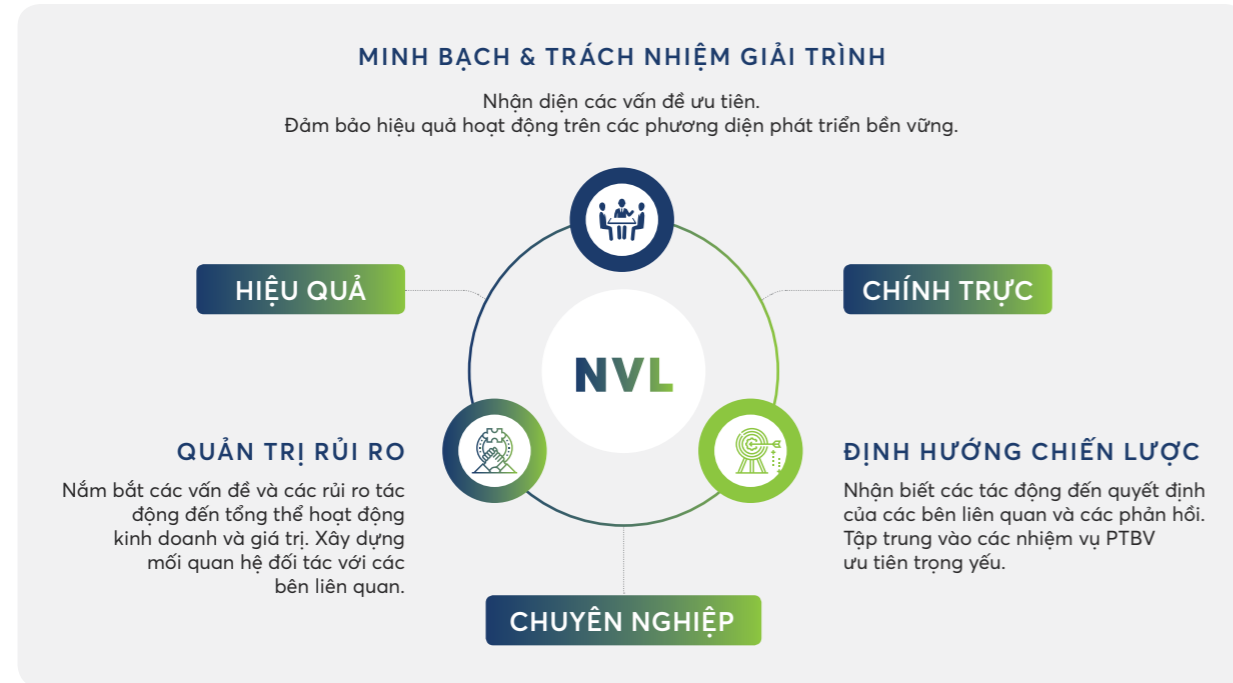 MINH BẠCH & TRÁCH NHIỆM GIẢI TRÌNH
Nhận diện các vấn đề ưu tiên.
Đảm bảo hiệu quả hoạt động trên các phương diện phát triển bền vững.
HIỆU QUẢ
CHÍNH TRỰC
NVL
QUẢN TRỊ RỦI RO
Nắm bắt các vấn đề và các rủi ro tác
động đến tổng thể hoạt động
kinh doanh và giá trị. Xây dựng
mối quan hệ đối tác với các
bên liên quan.
ĐỊNH HƯỚNG CHIẾN LƯỢC
Nhận biết các tác động đến quyết định
của các bên liên quan và các phản hồi.
Tập trung vào các nhiệm vụ PTBV
ưu tiên trọng yếu.
CHUYÊN NGHIỆP